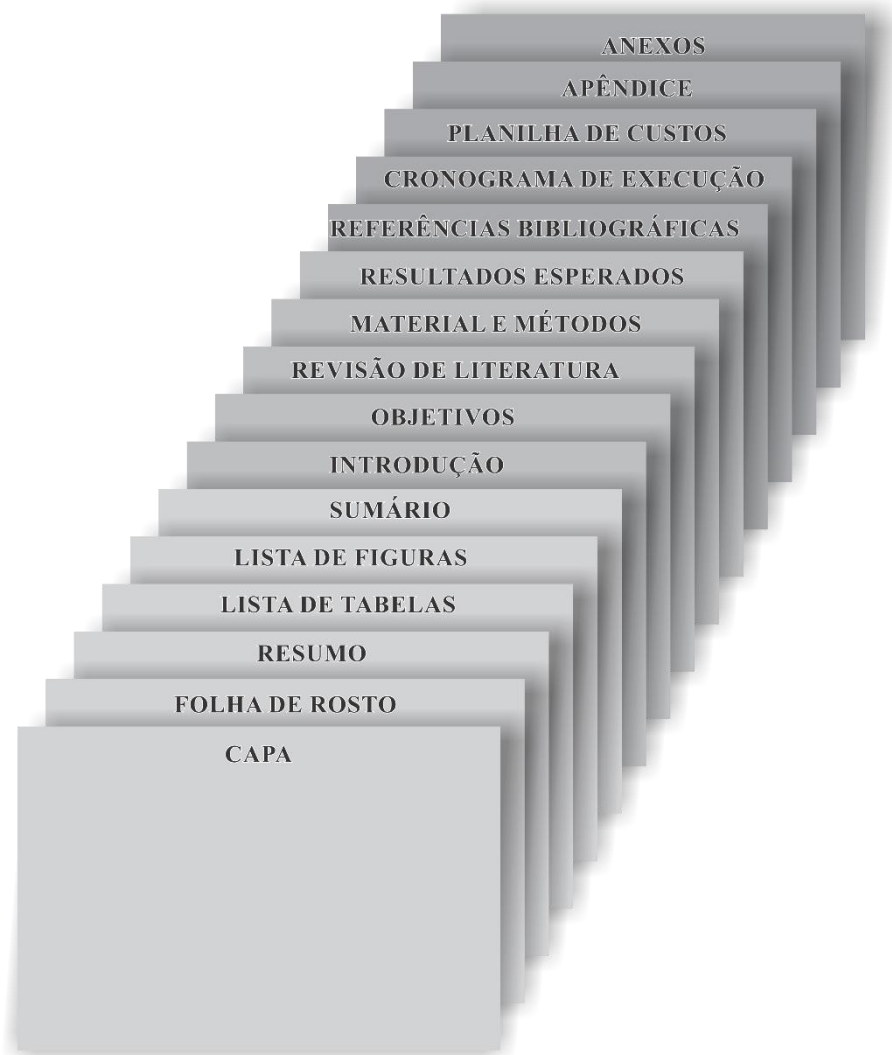 ANEXOS
APÊNDICE
PLANILHA DE CUSTOS
CRONOGRAMA DE EXECUÇÃO
REFERÊNCIAS BIBLIOGRÁFICAS
RESULTADOS ESPERADOS
MATERIAL E MÉTODOS
REVISÃO DE LITERATURA
OBJETIVOS
INTRODUÇÃO
SUMÁRIO
LISTA DE FIGURAS
LISTA DE TABELAS
RESUMO
FOLHA DE ROSTO
CAPA